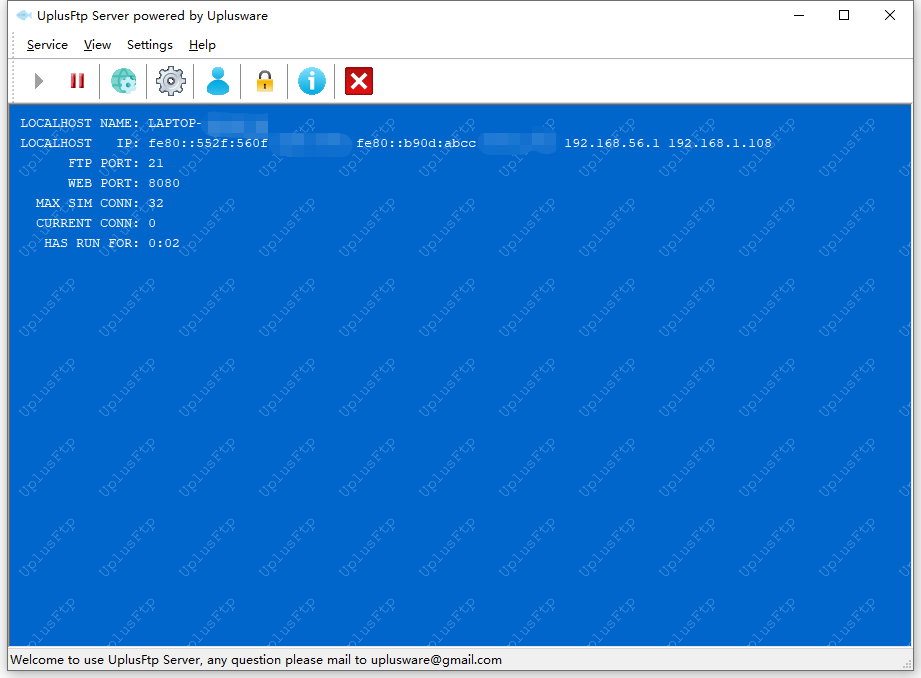 UplusFtp Server powered by Uplusware
Service View Settings Help
LOCALHOST NAME: LAPTOP-
LOCALHOST   IP: fe80::552f:560f fe80::b90d:abcc 192.168.56.1 192.168.1.108
FTP PORT: 21
WEB PORT: 8080
MAX SIM CONN: 32
CURRENT CONN: 0
HAS RUN FOR: 0:02
UplusFtp
Welcome to use UplusFtp Server, any question please mail to uplusware@gmail.com